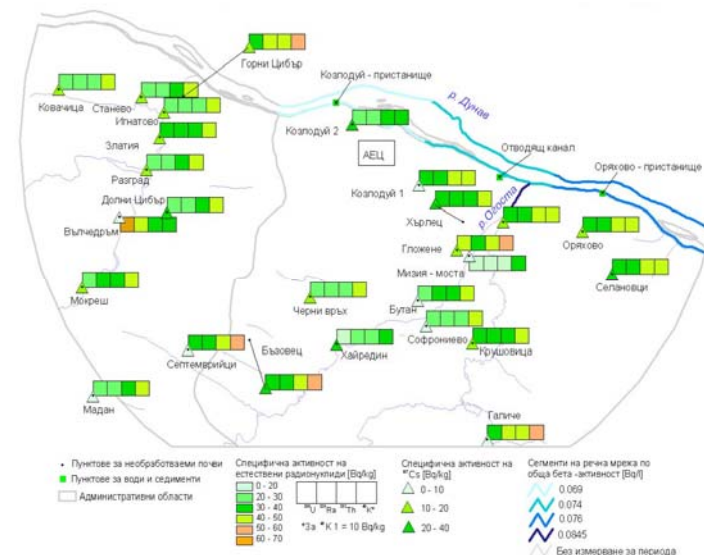 Горни Цибър
Козлодуй - пристанище
р. Дунав
Ковачица
Станево
Игнатово
Козлодуй 2
Златия
АЕЦ
Отводящ канал
Оряхово - пристанище
Разград
Козлодуй 1
Долни Цибър
Хърлец
р.Огоста
Вълчедръм
Гложене
Оряхово
Мизия - моста
Селановци
Мокреш
Черни връх
Бутан
Софрониево
Бъзовец
Хайредин
Крушовица
Септемврийци
Мадан
Галиче
Пунктове за необработваеми почви
Пунктове за води и седименти
Административни области
Специфична активност на
естествени радионуклиди [Bq/kg]
0 - 20
20 - 30
30 - 40
40 - 50
50 - 60
60 - 70
*За K 1 = 10 Bq/kg
Специфична активност на
Cs [Bq/kg]
0 - 10
10 - 20
20 - 40
Сегменти на речна мрежа по
обща бета -активност [Bq/l]
0.069
0.074
0.076
0.0845
Без измерване за периода